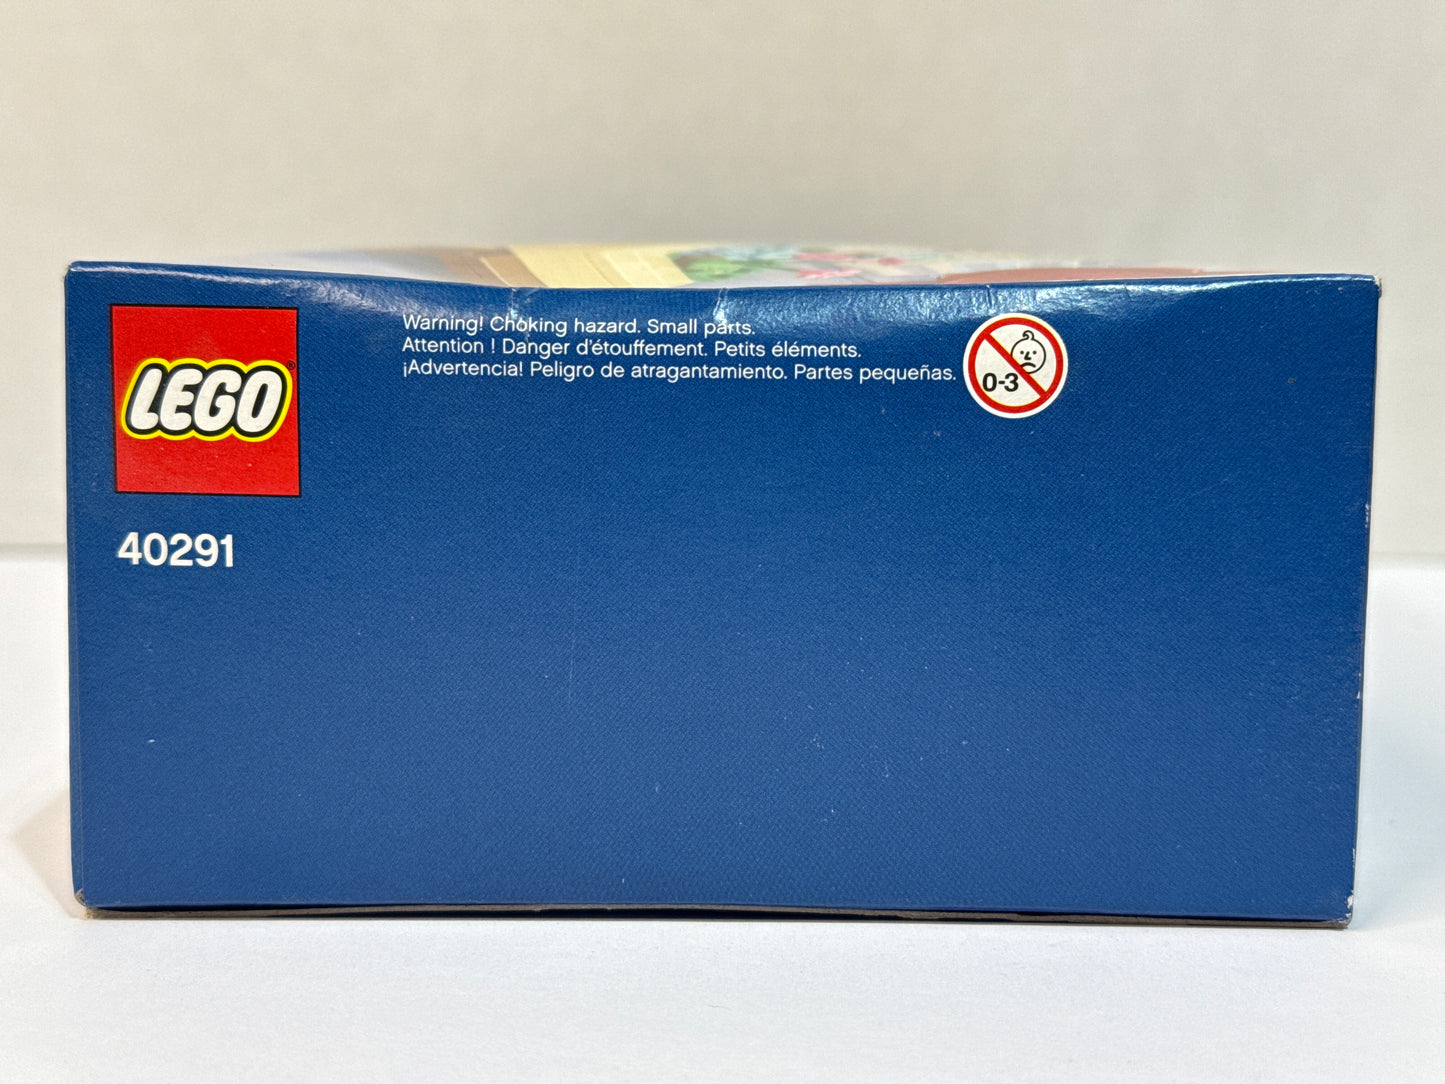 LEGO®
40291
Warning! Choking hazard. Small parts.
Attention ! Danger d'étouffement. Petits éléments.
¡Advertencia! Peligro de atragantamiento. Partes pequeñas.
0-3